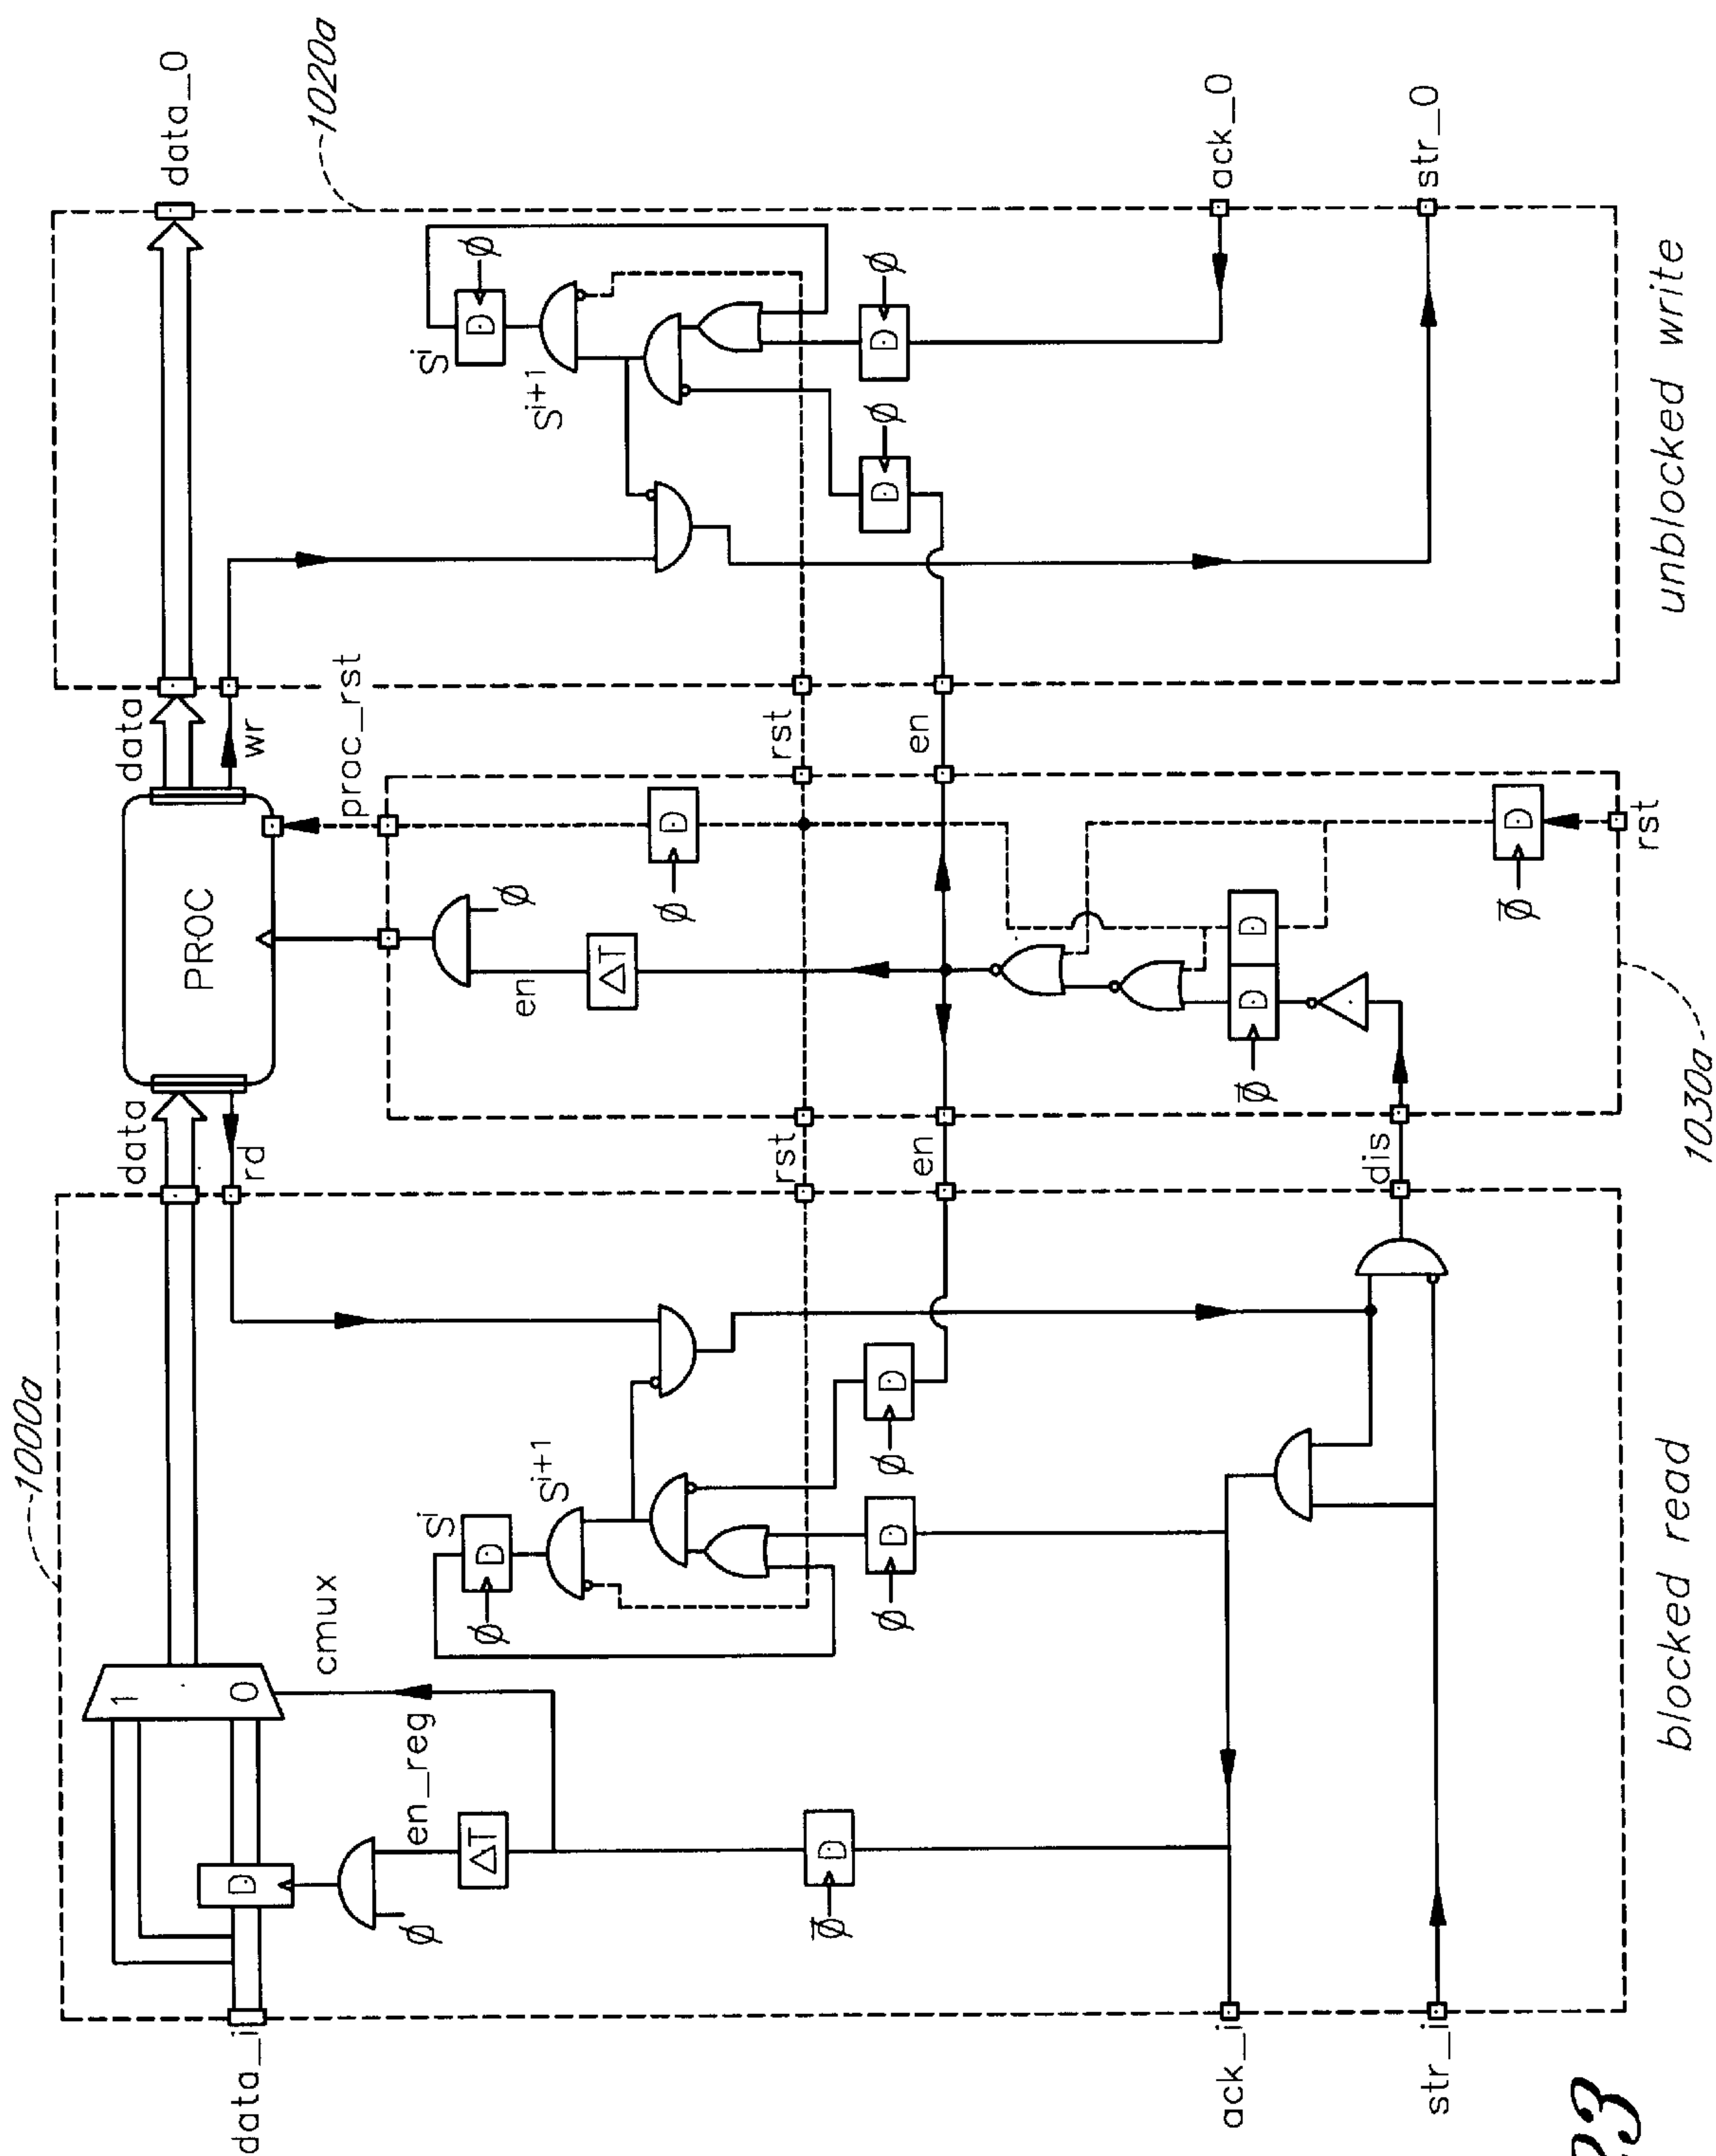 1000a
1020a
data_i
1
0
D
cmux
data
rd
PROC
data
wr
data_0
proc_rst
en_reg
ΔT
Ø
D
Ø
Si
Si+1
D
Ø̅
D
Ø
D
Ø
rst
en
en
ΔT
Ø
D
Ø
rst
en
Si
D
Ø
Si+1
D
Ø
D
Ø
D
D
Ø̅
D
Ø̅
rst
dis
ack_i
str_i
ack_0
str_0
blocked read
1030a
unblocked write
23